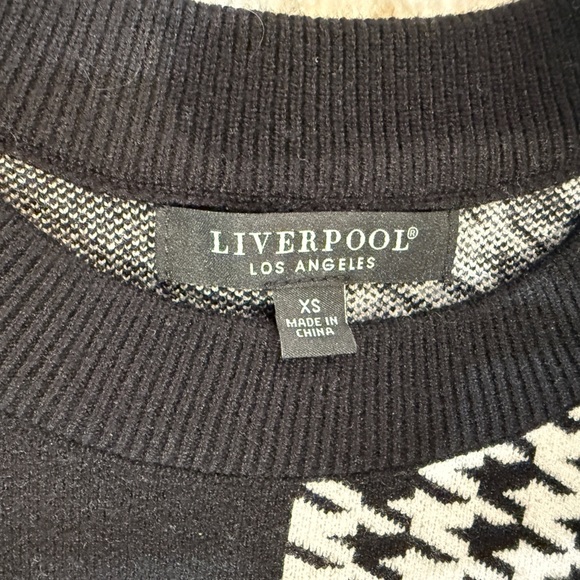 LIVERPOOL®
LOS ANGELES
XS
MADE IN
CHINA